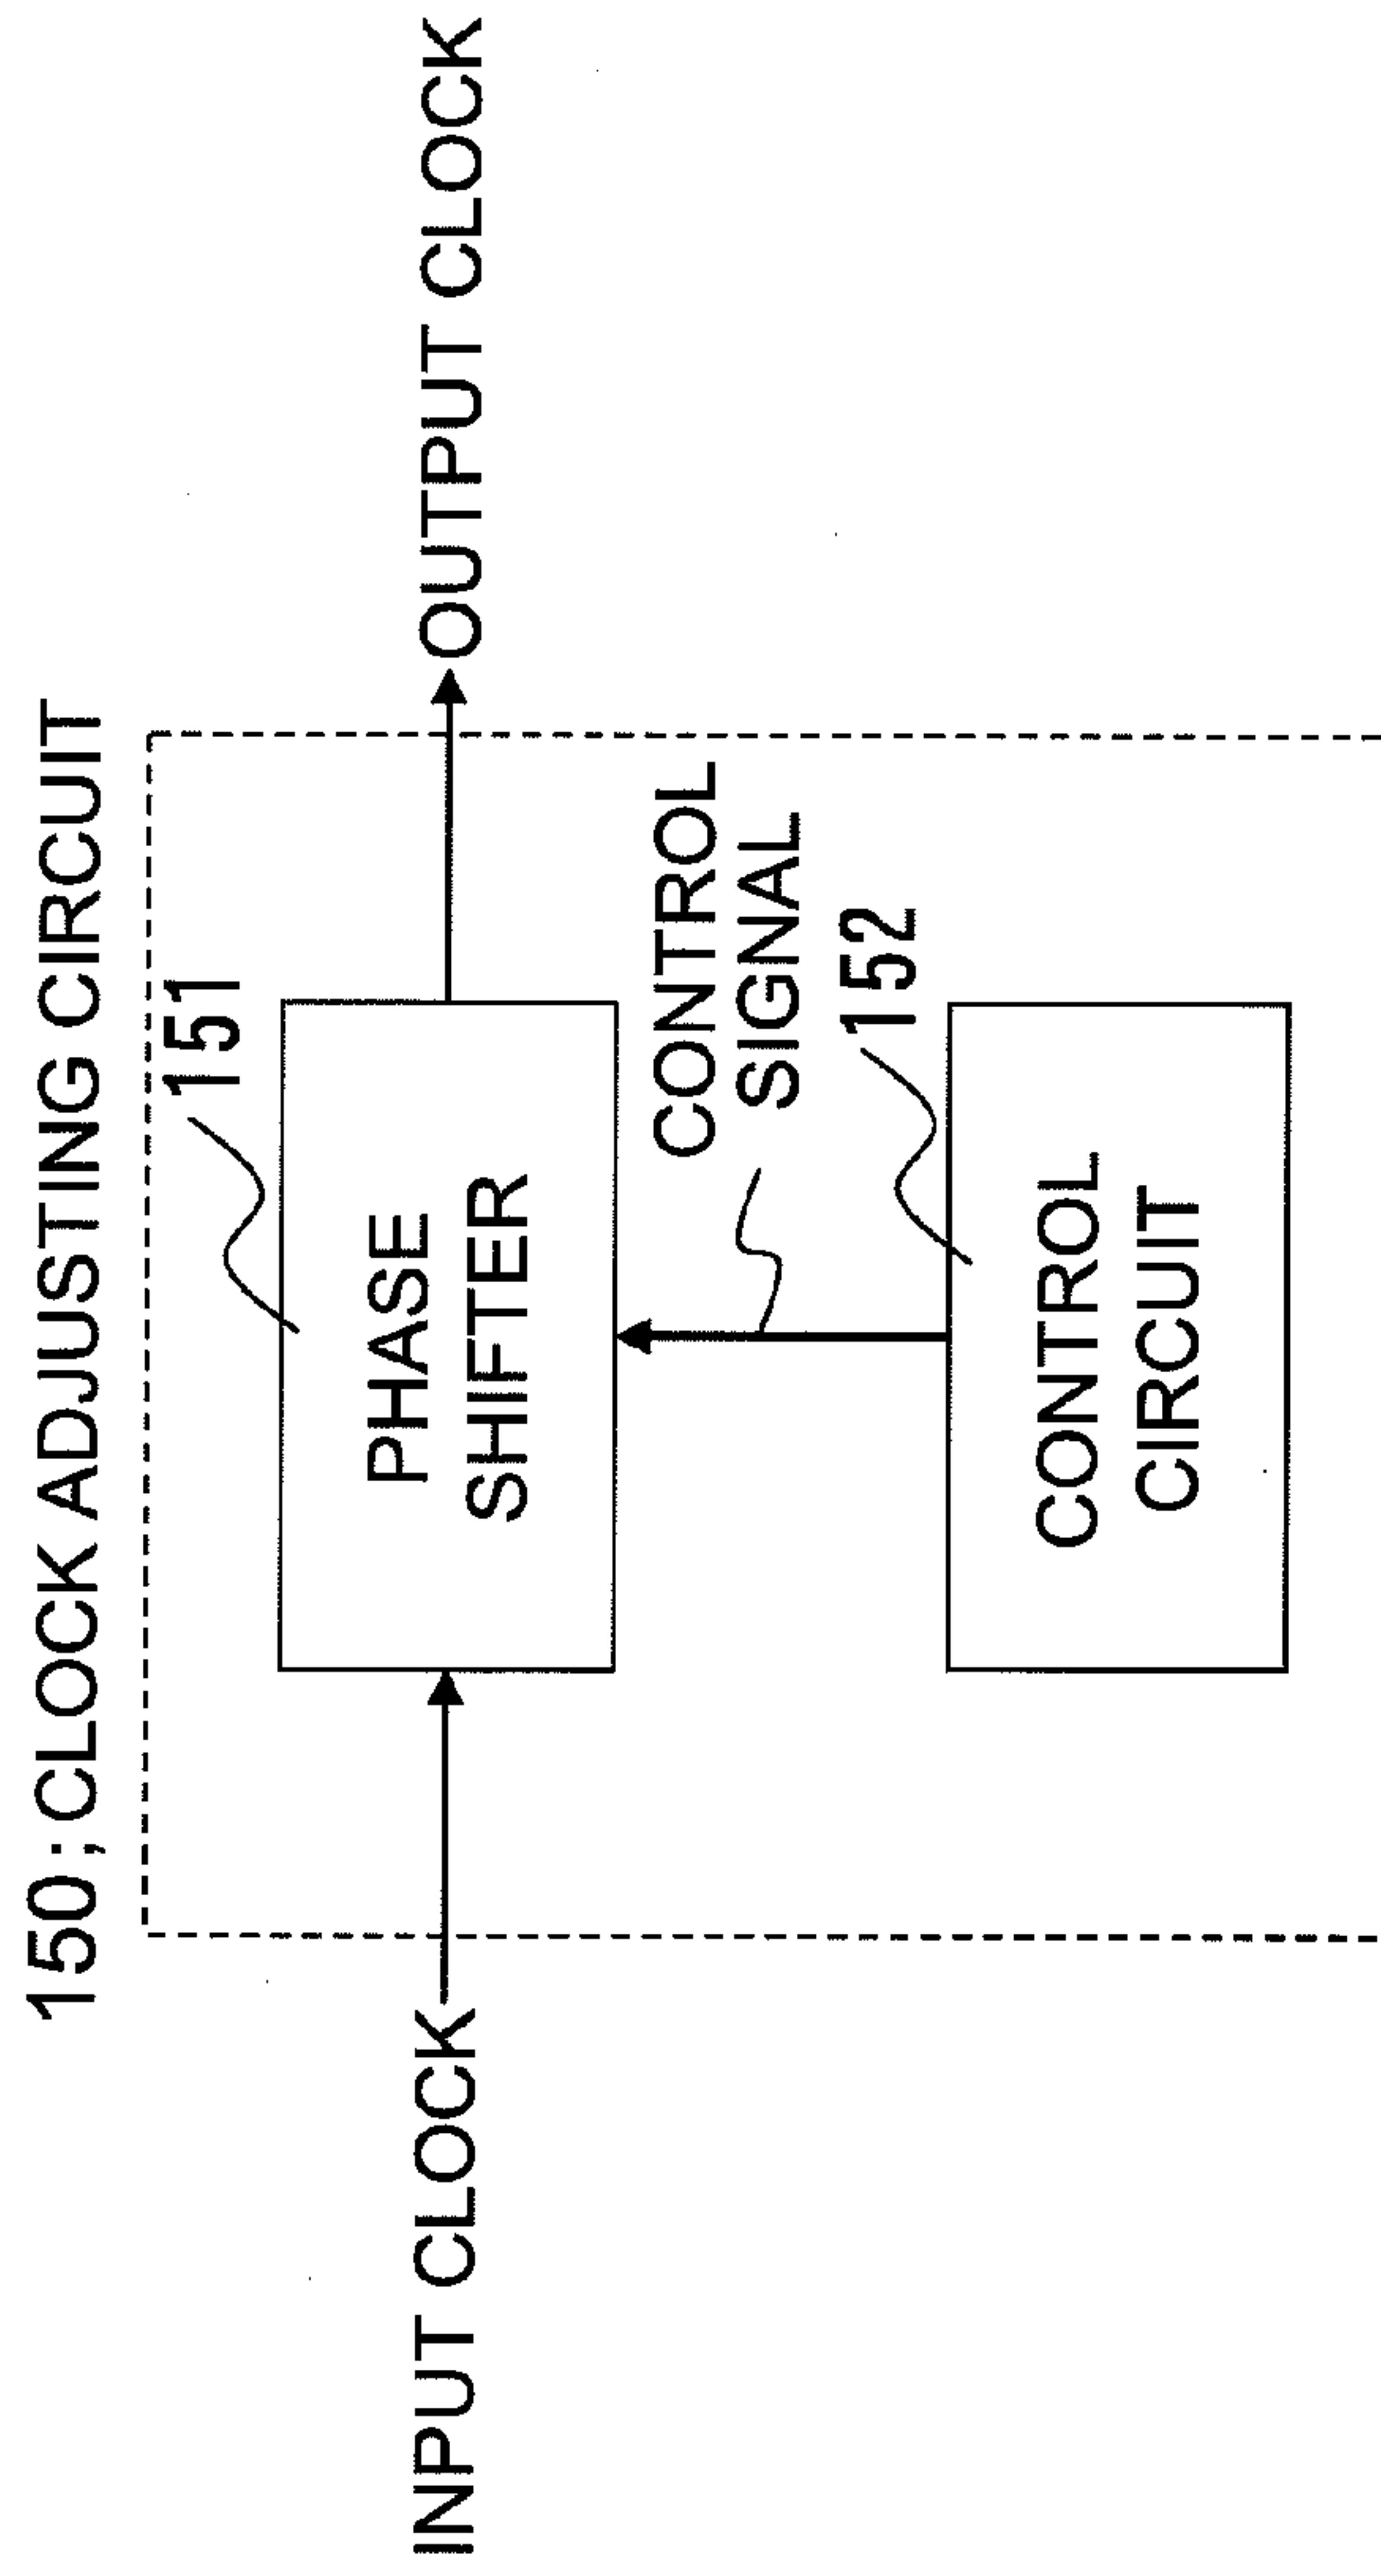 150;CLOCK ADJUSTING CIRCUIT
151
INPUT CLOCK
PHASE
SHIFTER
OUTPUT CLOCK
CONTROL
SIGNAL
152
CONTROL
CIRCUIT